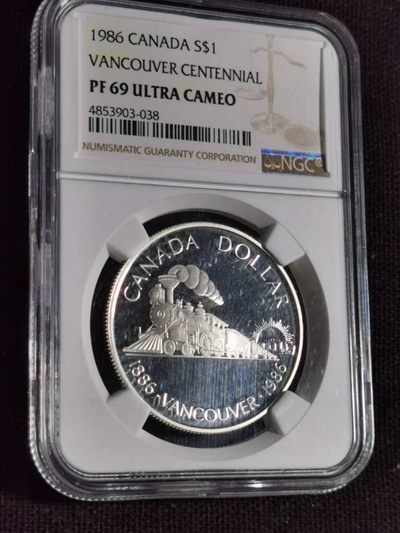 1986 CANADA S$1
VANCOUVER CENTENNIAL
PF 69 ULTRA CAMEO
4853903-038
NUMISMATIC GUARANTY CORPORATION
NGC®
CANADA DOLLAR
1886 · VANCOUVER · 1986